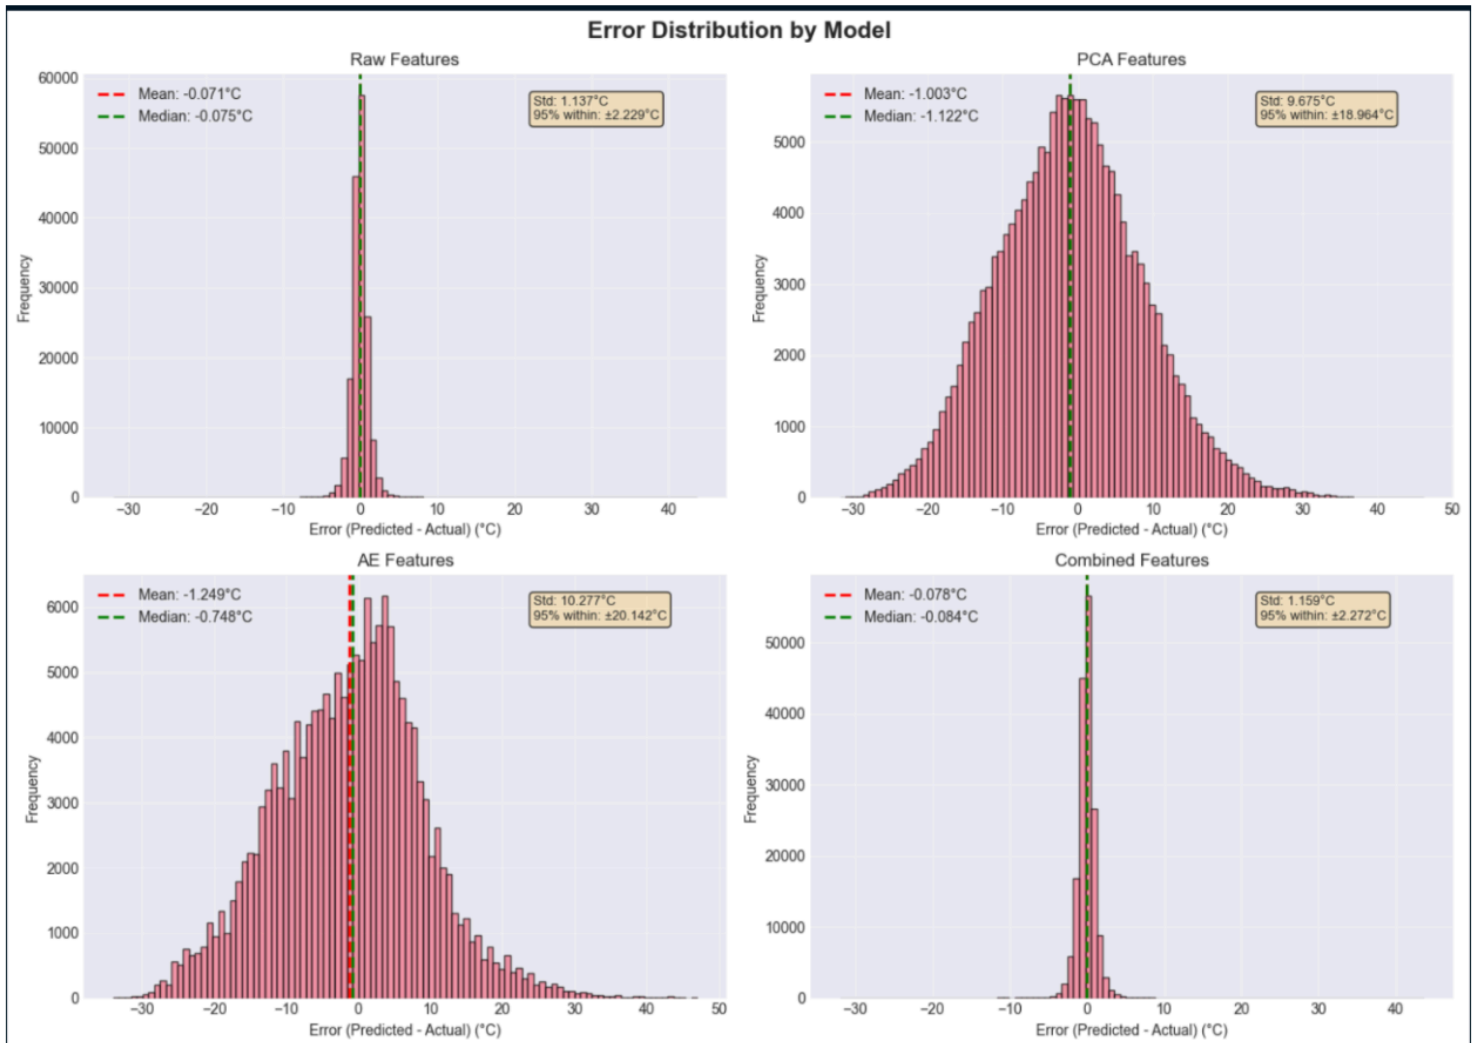 Error Distribution by Model
Raw Features
Mean: -0.071°C
Median: -0.075°C
Std: 1.137°C
95% within: ±2.229°C
60000
50000
40000
30000
20000
10000
0
Frequency
−30 −20 −10 0 10 20 30 40
Error (Predicted - Actual) (°C)
PCA Features
Mean: -1.003°C
Median: -1.122°C
Std: 9.675°C
95% within: ±18.964°C
5000
4000
3000
2000
1000
0
Frequency
−30 −20 −10 0 10 20 30 40 50
Error (Predicted - Actual) (°C)
AE Features
Mean: -1.249°C
Median: -0.748°C
Std: 10.277°C
95% within: ±20.142°C
6000
5000
4000
3000
2000
1000
0
Frequency
−30 −20 −10 0 10 20 30 40 50
Error (Predicted - Actual) (°C)
Combined Features
Mean: -0.078°C
Median: -0.084°C
Std: 1.159°C
95% within: ±2.272°C
50000
40000
30000
20000
10000
0
Frequency
−30 −20 −10 0 10 20 30 40
Error (Predicted - Actual) (°C)